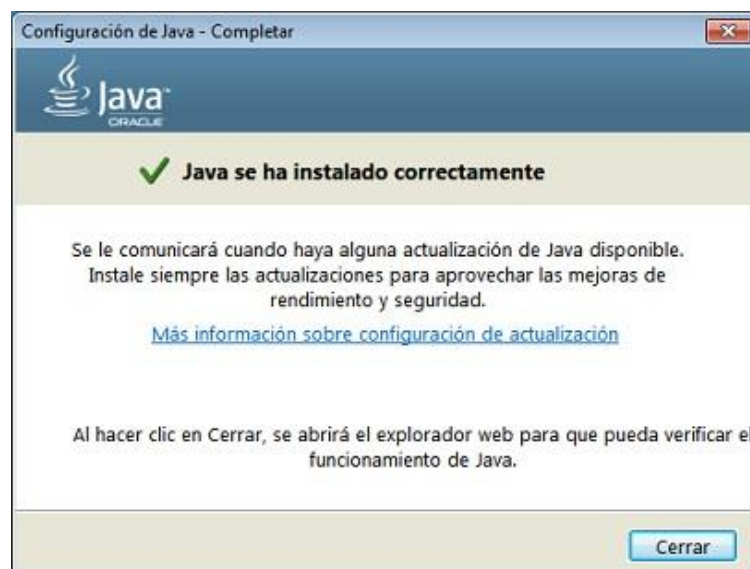 Configuración de Java - Completar
Java
ORACLE
Java se ha instalado correctamente
Se le comunicará cuando haya alguna actualización de Java disponible.
Instale siempre las actualizaciones para aprovechar las mejoras de
rendimiento y seguridad.
Más información sobre configuración de actualización
Al hacer clic en Cerrar, se abrirá el explorador web para que pueda verificar el
funcionamiento de Java.
Cerrar